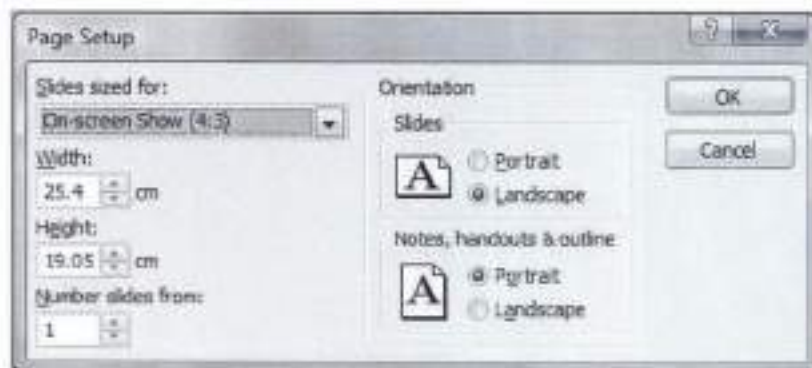 Page Setup
Slides sized for:
On-screen Show (4:3)
Width:
25.4 cm
Height:
19.05 cm
Number slides from:
1
Orientation
Slides
A
Portrait
Landscape
Notes, handouts & outline
A
Portrait
Landscape
OK
Cancel
?